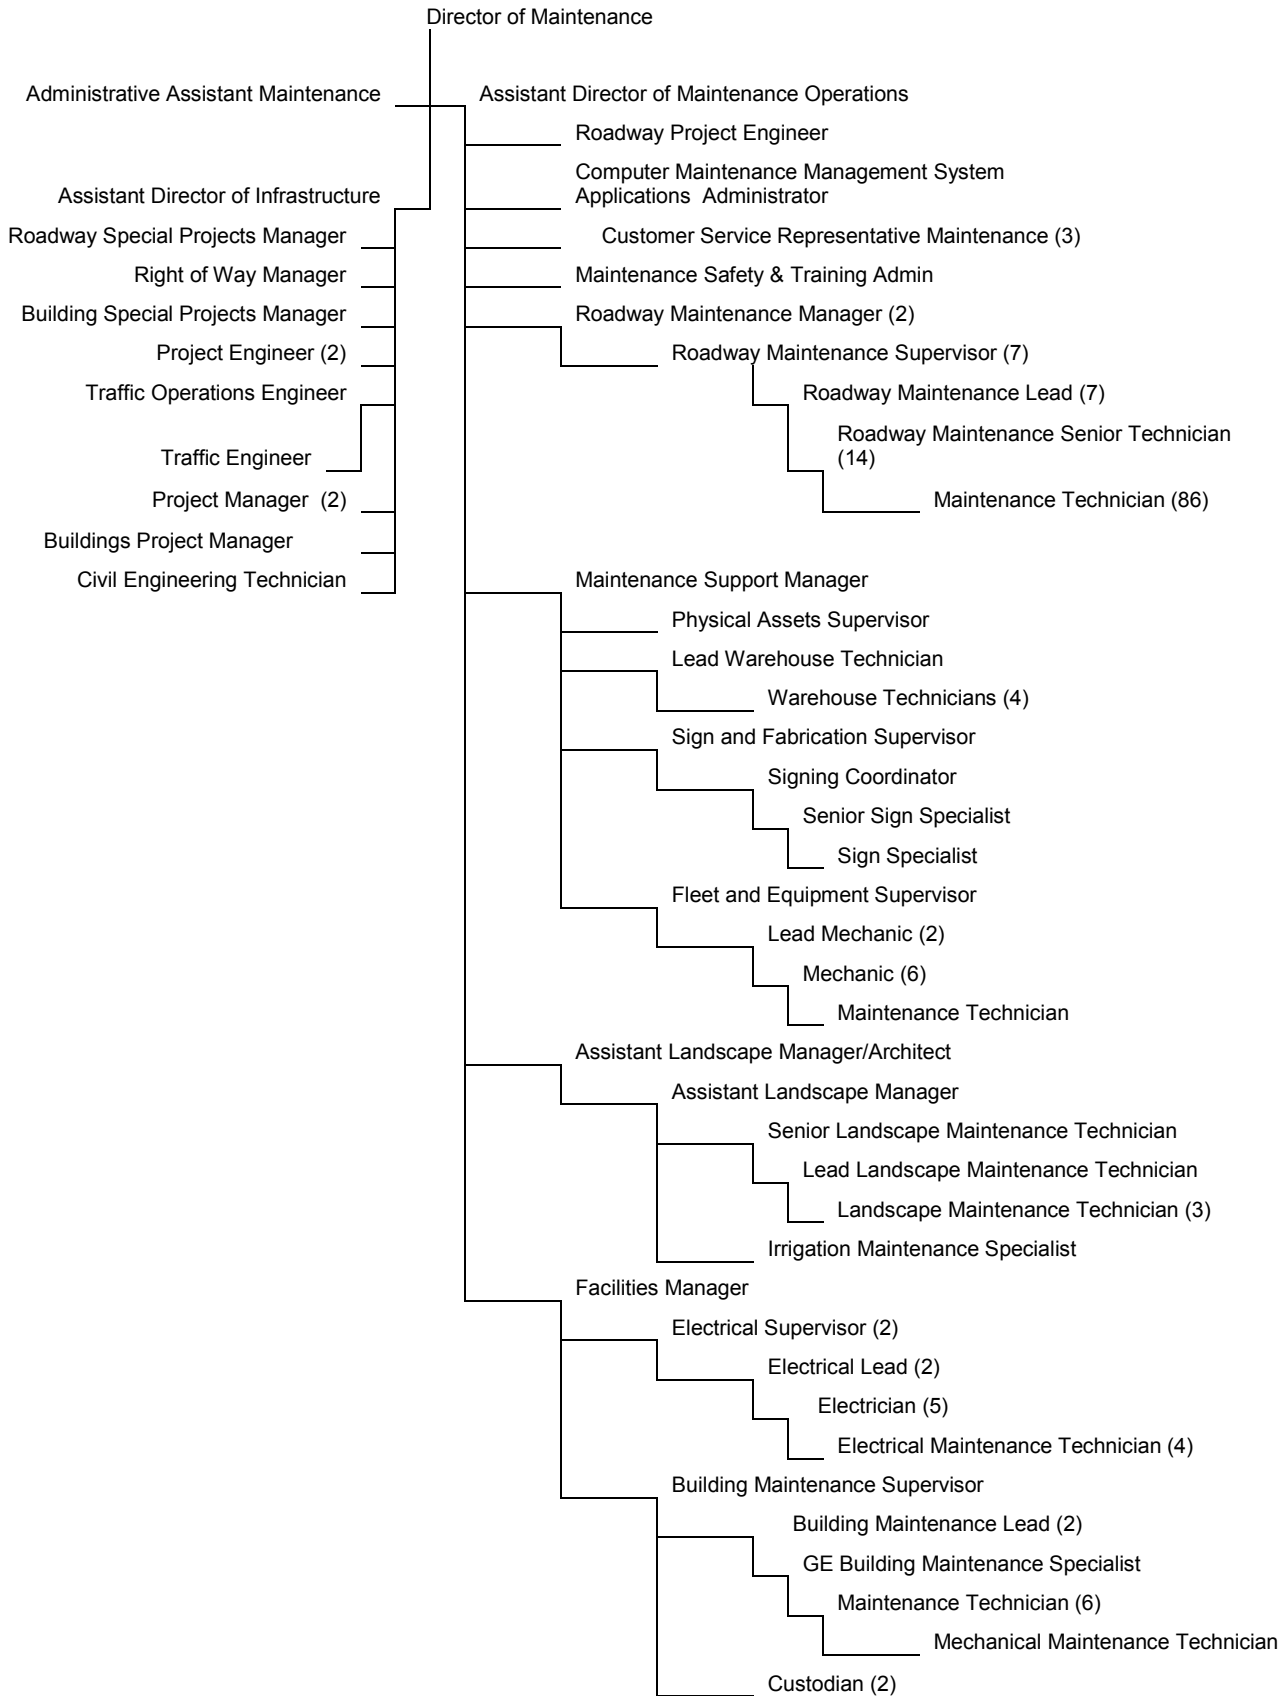 Director of Maintenance
Administrative Assistant Maintenance
Assistant Director of Maintenance Operations
Roadway Project Engineer
Computer Maintenance Management System
Applications Administrator
Assistant Director of Infrastructure
Roadway Special Projects Manager
Customer Service Representative Maintenance (3)
Right of Way Manager
Maintenance Safety & Training Admin
Building Special Projects Manager
Roadway Maintenance Manager (2)
Project Engineer (2)
Roadway Maintenance Supervisor (7)
Traffic Operations Engineer
Roadway Maintenance Lead (7)
Roadway Maintenance Senior Technician
(14)
Traffic Engineer
Project Manager (2)
Maintenance Technician (86)
Buildings Project Manager
Civil Engineering Technician
Maintenance Support Manager
Physical Assets Supervisor
Lead Warehouse Technician
Warehouse Technicians (4)
Sign and Fabrication Supervisor
Signing Coordinator
Senior Sign Specialist
Sign Specialist
Fleet and Equipment Supervisor
Lead Mechanic (2)
Mechanic (6)
Maintenance Technician
Assistant Landscape Manager/Architect
Assistant Landscape Manager
Senior Landscape Maintenance Technician
Lead Landscape Maintenance Technician
Landscape Maintenance Technician (3)
Irrigation Maintenance Specialist
Facilities Manager
Electrical Supervisor (2)
Electrical Lead (2)
Electrician (5)
Electrical Maintenance Technician (4)
Building Maintenance Supervisor
Building Maintenance Lead (2)
GE Building Maintenance Specialist
Maintenance Technician (6)
Mechanical Maintenance Technician
Custodian (2)